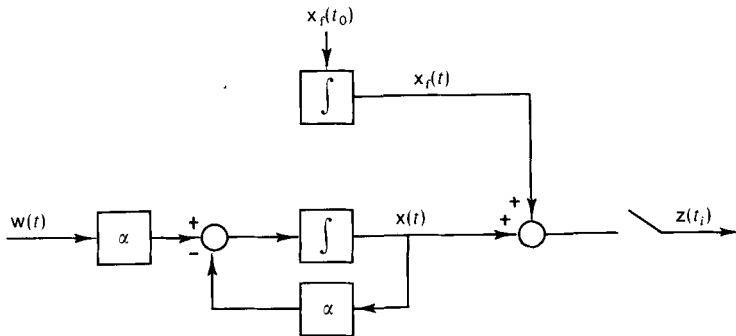 x_f(t_0)
∫
x_f(t)
+
w(t)
α
+
−
∫
x(t)
+
z(t_i)
α